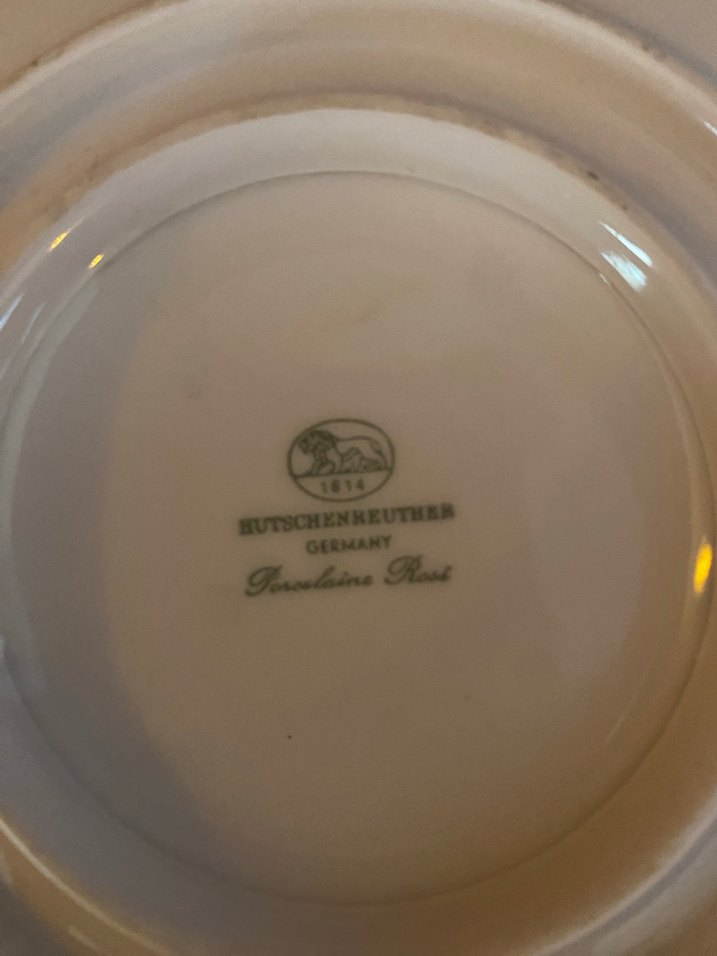 1814
HUTSCHENREUTHER
GERMANY
Porcelaine Rosé